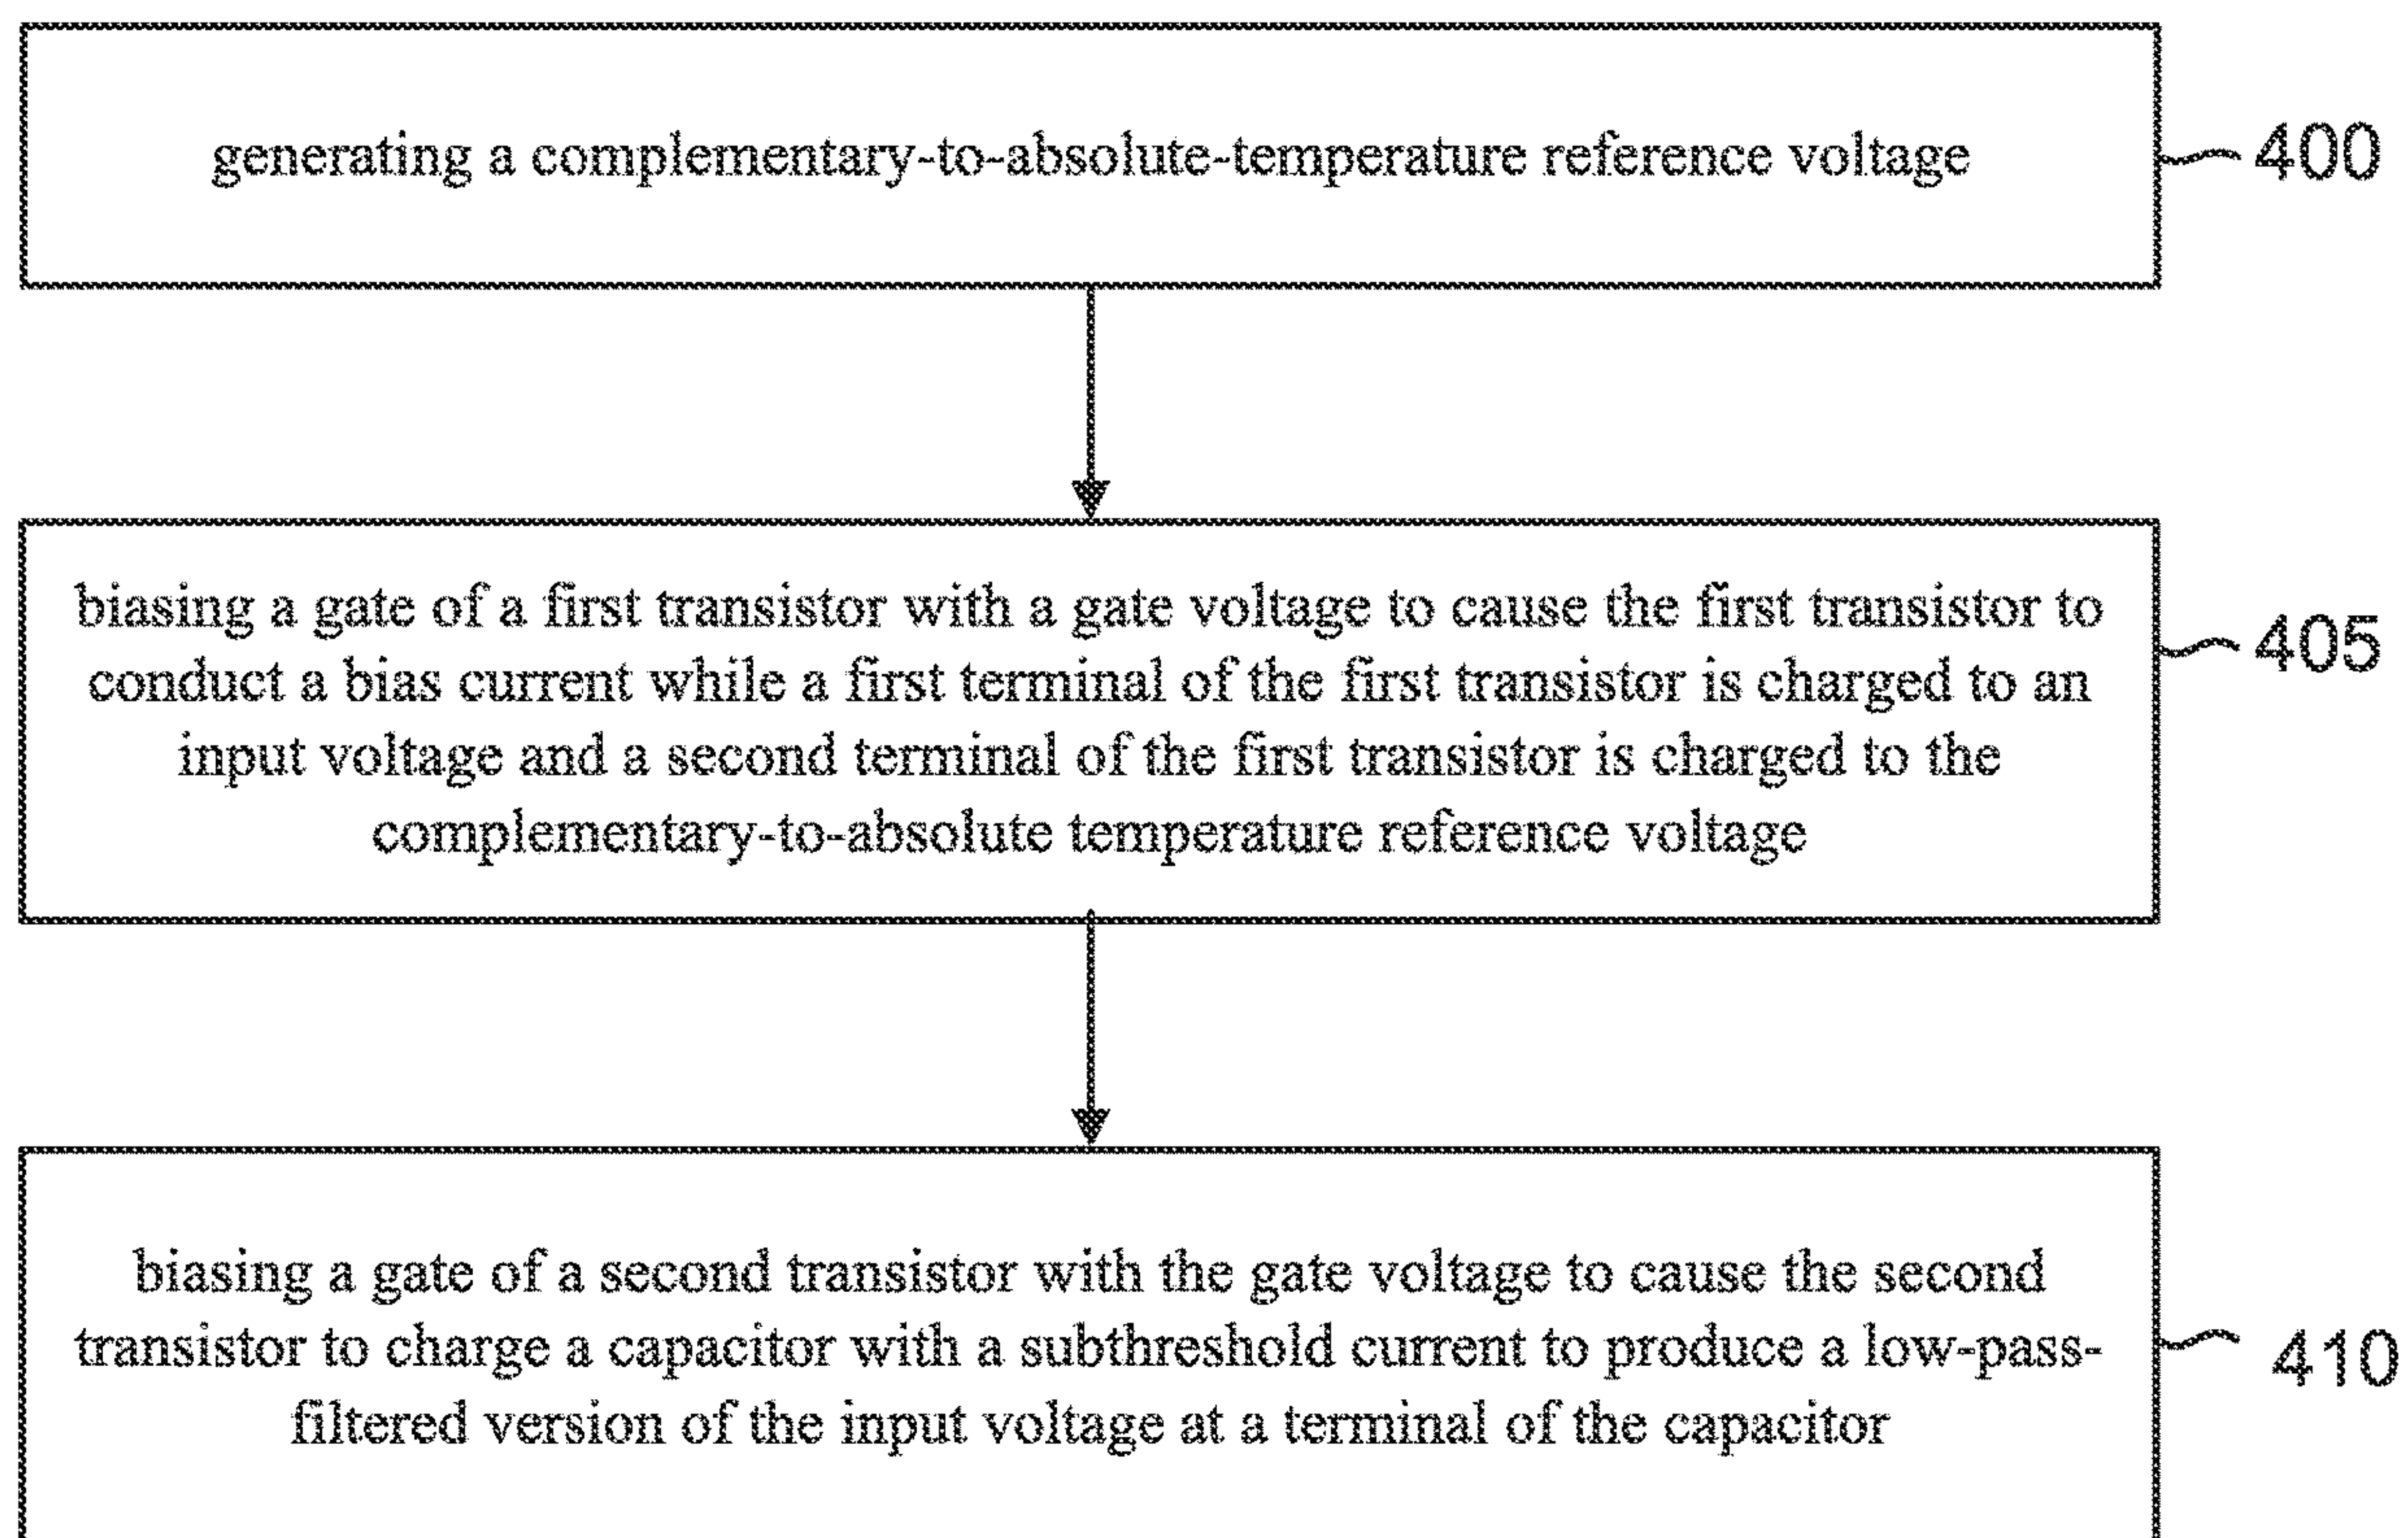 generating a complementary-to-absolute-temperature reference voltage
400
biasing a gate of a first transistor with a gate voltage to cause the first transistor to
conduct a bias current while a first terminal of the first transistor is charged to an
input voltage and a second terminal of the first transistor is charged to the
complementary-to-absolute temperature reference voltage
405
biasing a gate of a second transistor with the gate voltage to cause the second
transistor to charge a capacitor with a subthreshold current to produce a low-pass-
filtered version of the input voltage at a terminal of the capacitor
410